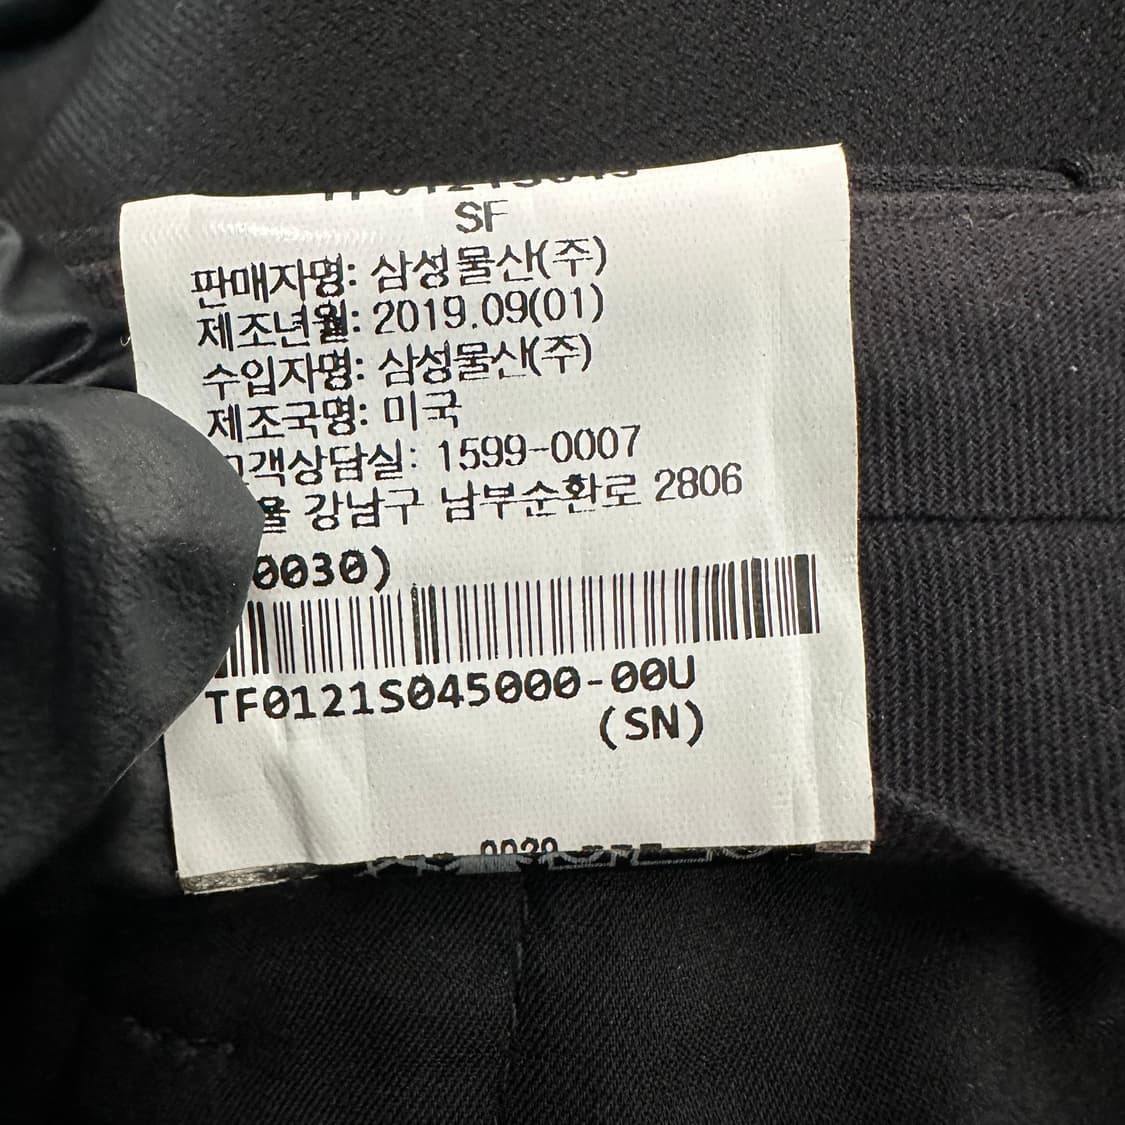 SF
판매자명: 삼성물산(주)
제조년월: 2019.09(01)
수입자명: 삼성물산(주)
제조국명: 미국
고객상담실: 1599-0007
강남구 남부순환로 2806
0030)
TF0121S045000-00U
(SN)